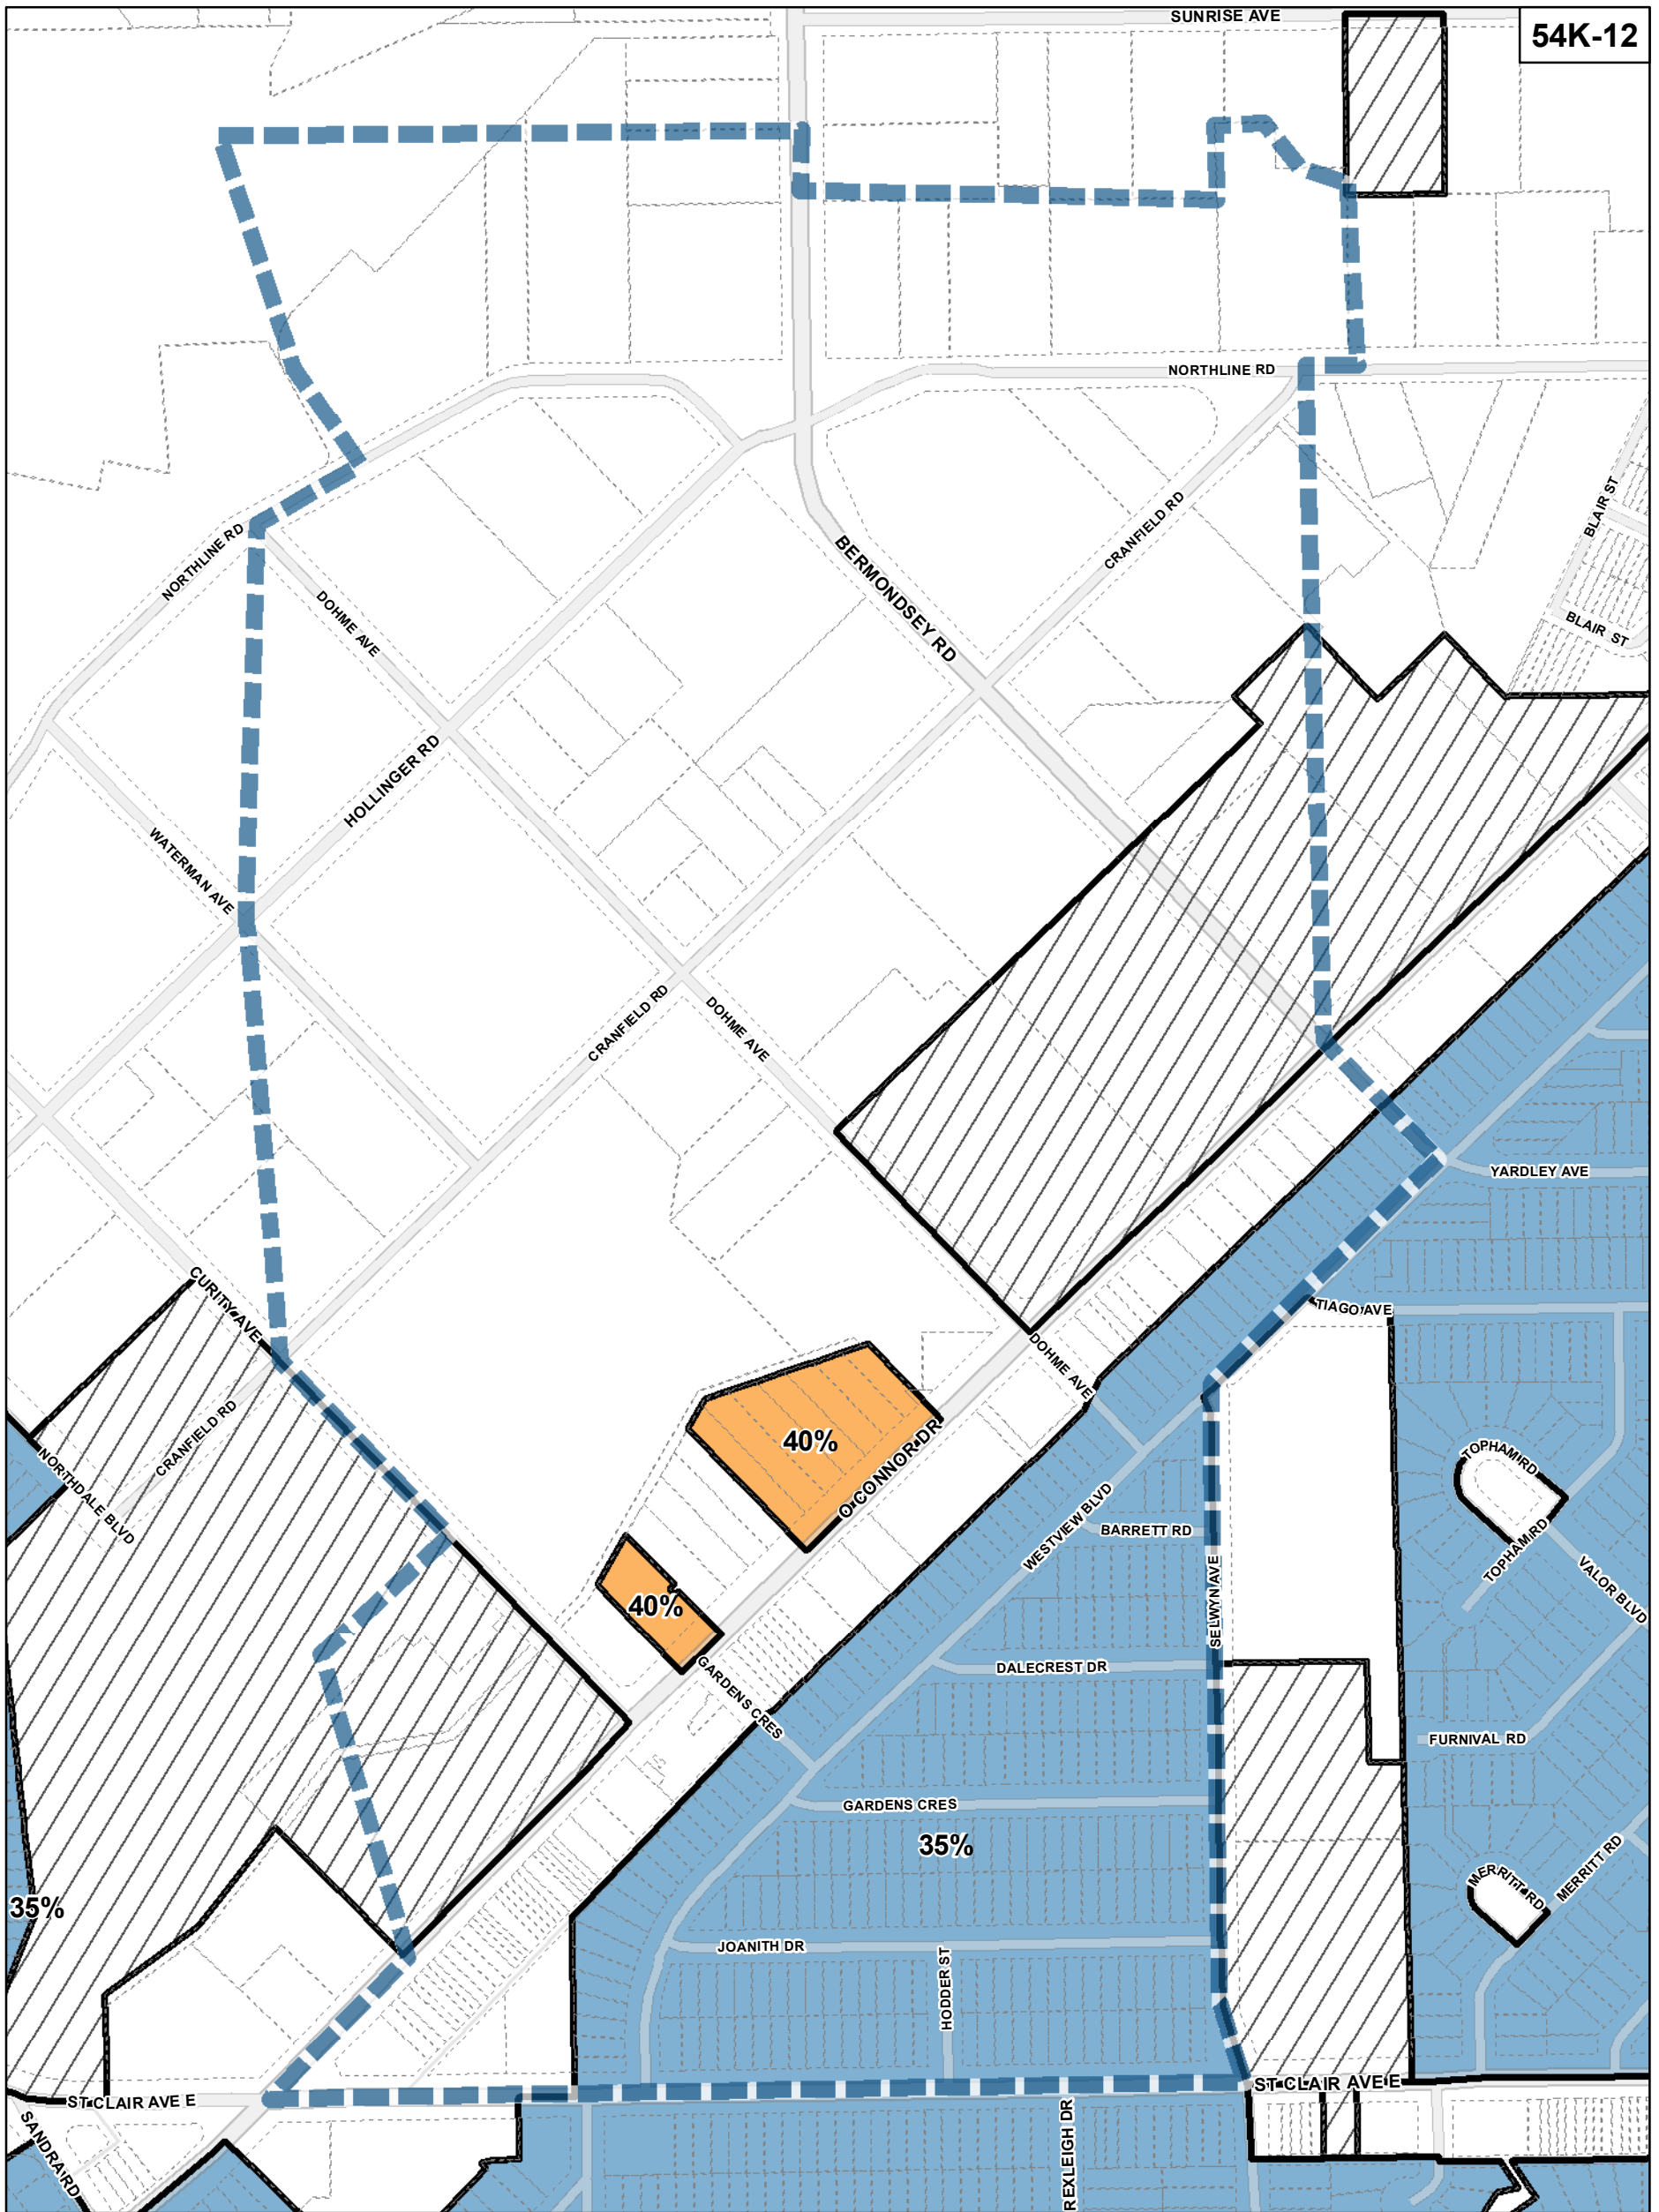 SUNRISE AVE
54K-12
NORTHLINE RD
BLAIR ST
CRANFIELD RD
NORTHLINE RD
BERMONDSEY RD
DOHME AVE
BLAIR ST
HOLLINGER RD
WATERMAN AVE
CRANFIELD RD
DOHME AVE
YARDLEY AVE
CURITY AVE
TIAGO AVE
DOHME AVE
CRANFIELD RD
40%
O CONNOR DR
NORTHDALE BLVD
TOPHAM RD
WESTVIEW BLVD
BARRETT RD
TOPHAM RD
VALOR BLVD
SELWYN AVE
40%
DALECREST DR
GARDENS CRES
FURNIVAL RD
GARDENS CRES
35%
MERRITT RD
MERRITT RD
35%
JOANITH DR
HODDER ST
ST CLAIR AVE E
ST CLAIR AVE E
SANDRA RD
REXLEIGH DR